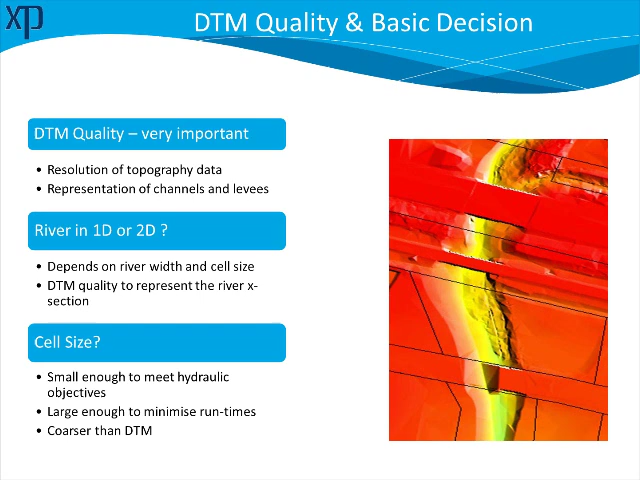 XP
DTM Quality & Basic Decision
DTM Quality – very important
• Resolution of topography data
• Representation of channels and levees
River in 1D or 2D ?
• Depends on river width and cell size
• DTM quality to represent the river x-
section
Cell Size?
• Small enough to meet hydraulic
objectives
• Large enough to minimise run-times
• Coarser than DTM